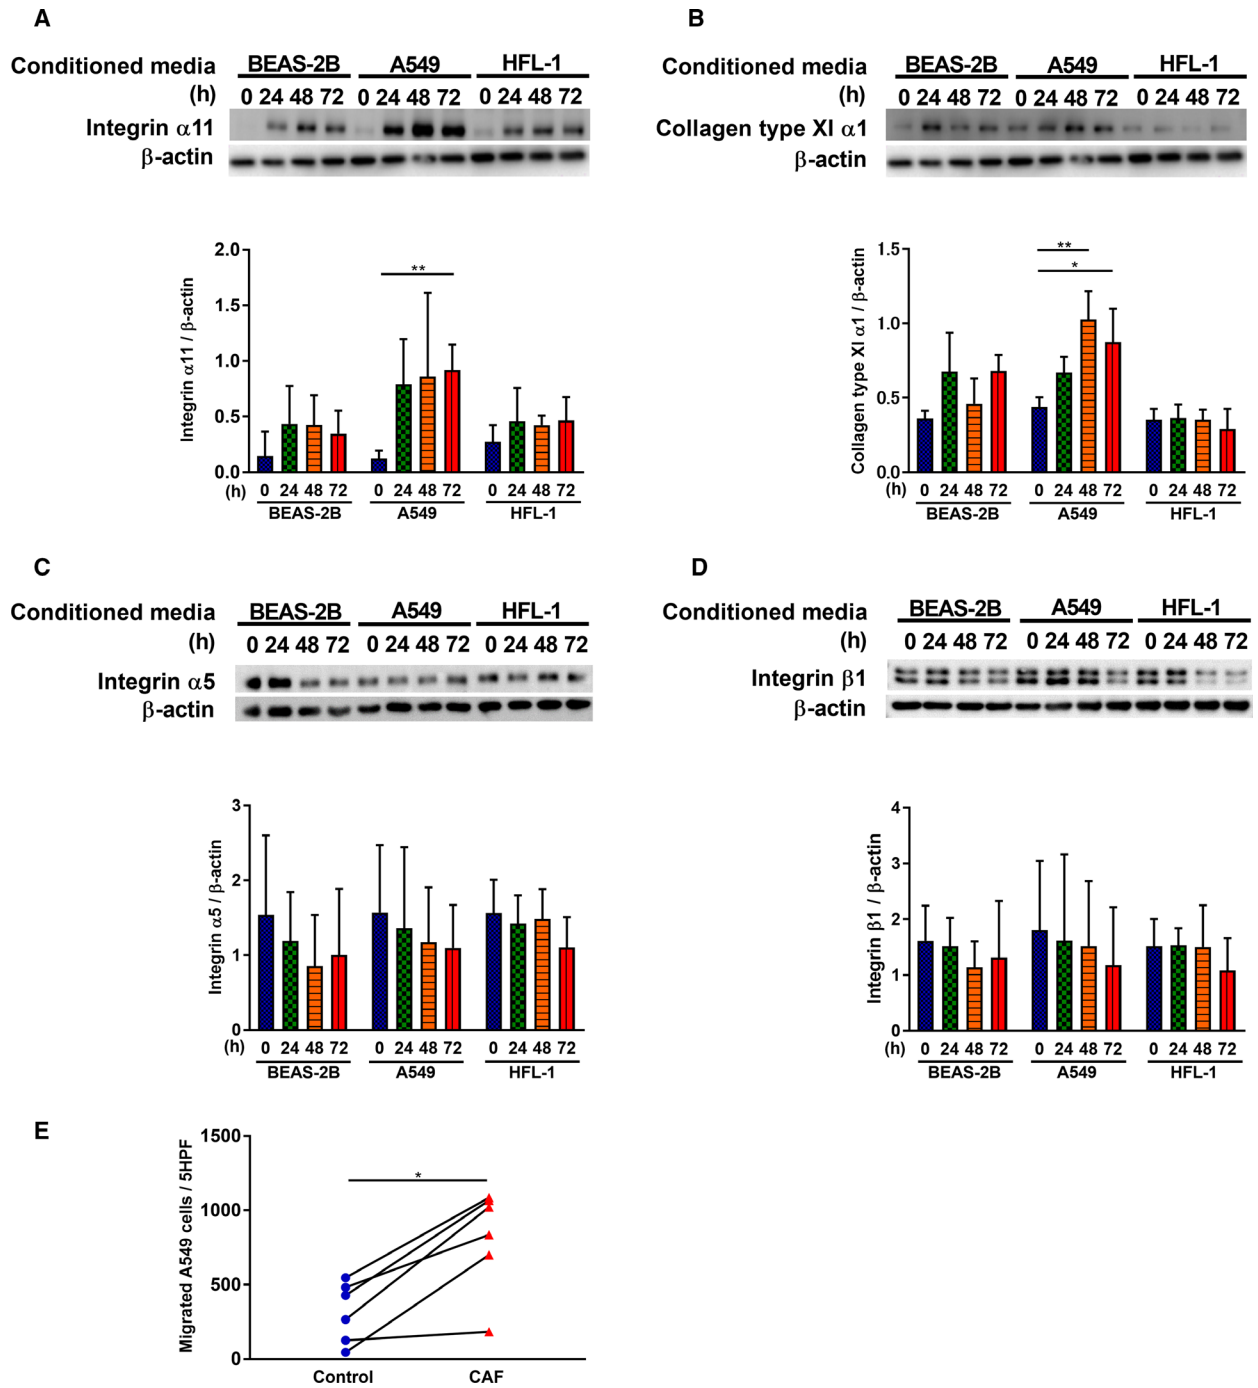 A
Conditioned media BEAS-2B A549 HFL-1
(h) 0 24 48 72 0 24 48 72 0 24 48 72
Integrin α11
β-actin
Integrin α11 / β-actin
2.0
1.5
**
1.0
0.5
0.0
(h) 0 24 48 72 0 24 48 72 0 24 48 72
BEAS-2B A549 HFL-1
B
Conditioned media BEAS-2B A549 HFL-1
(h) 0 24 48 72 0 24 48 72 0 24 48 72
Collagen type XI α1
β-actin
Collagen type XI α1 / β-actin
1.5
**
*
1.0
0.5
0.0
(h) 0 24 48 72 0 24 48 72 0 24 48 72
BEAS-2B A549 HFL-1
C
Conditioned media BEAS-2B A549 HFL-1
(h) 0 24 48 72 0 24 48 72 0 24 48 72
Integrin α5
β-actin
Integrin α5 / β-actin
3
2
1
0
(h) 0 24 48 72 0 24 48 72 0 24 48 72
BEAS-2B A549 HFL-1
D
Conditioned media BEAS-2B A549 HFL-1
(h) 0 24 48 72 0 24 48 72 0 24 48 72
Integrin β1
β-actin
Integrin β1 / β-actin
4
3
2
1
0
(h) 0 24 48 72 0 24 48 72 0 24 48 72
BEAS-2B A549 HFL-1
E
Migrated A549 cells / 5HPF
1500
*
1000
500
0
Control CAF